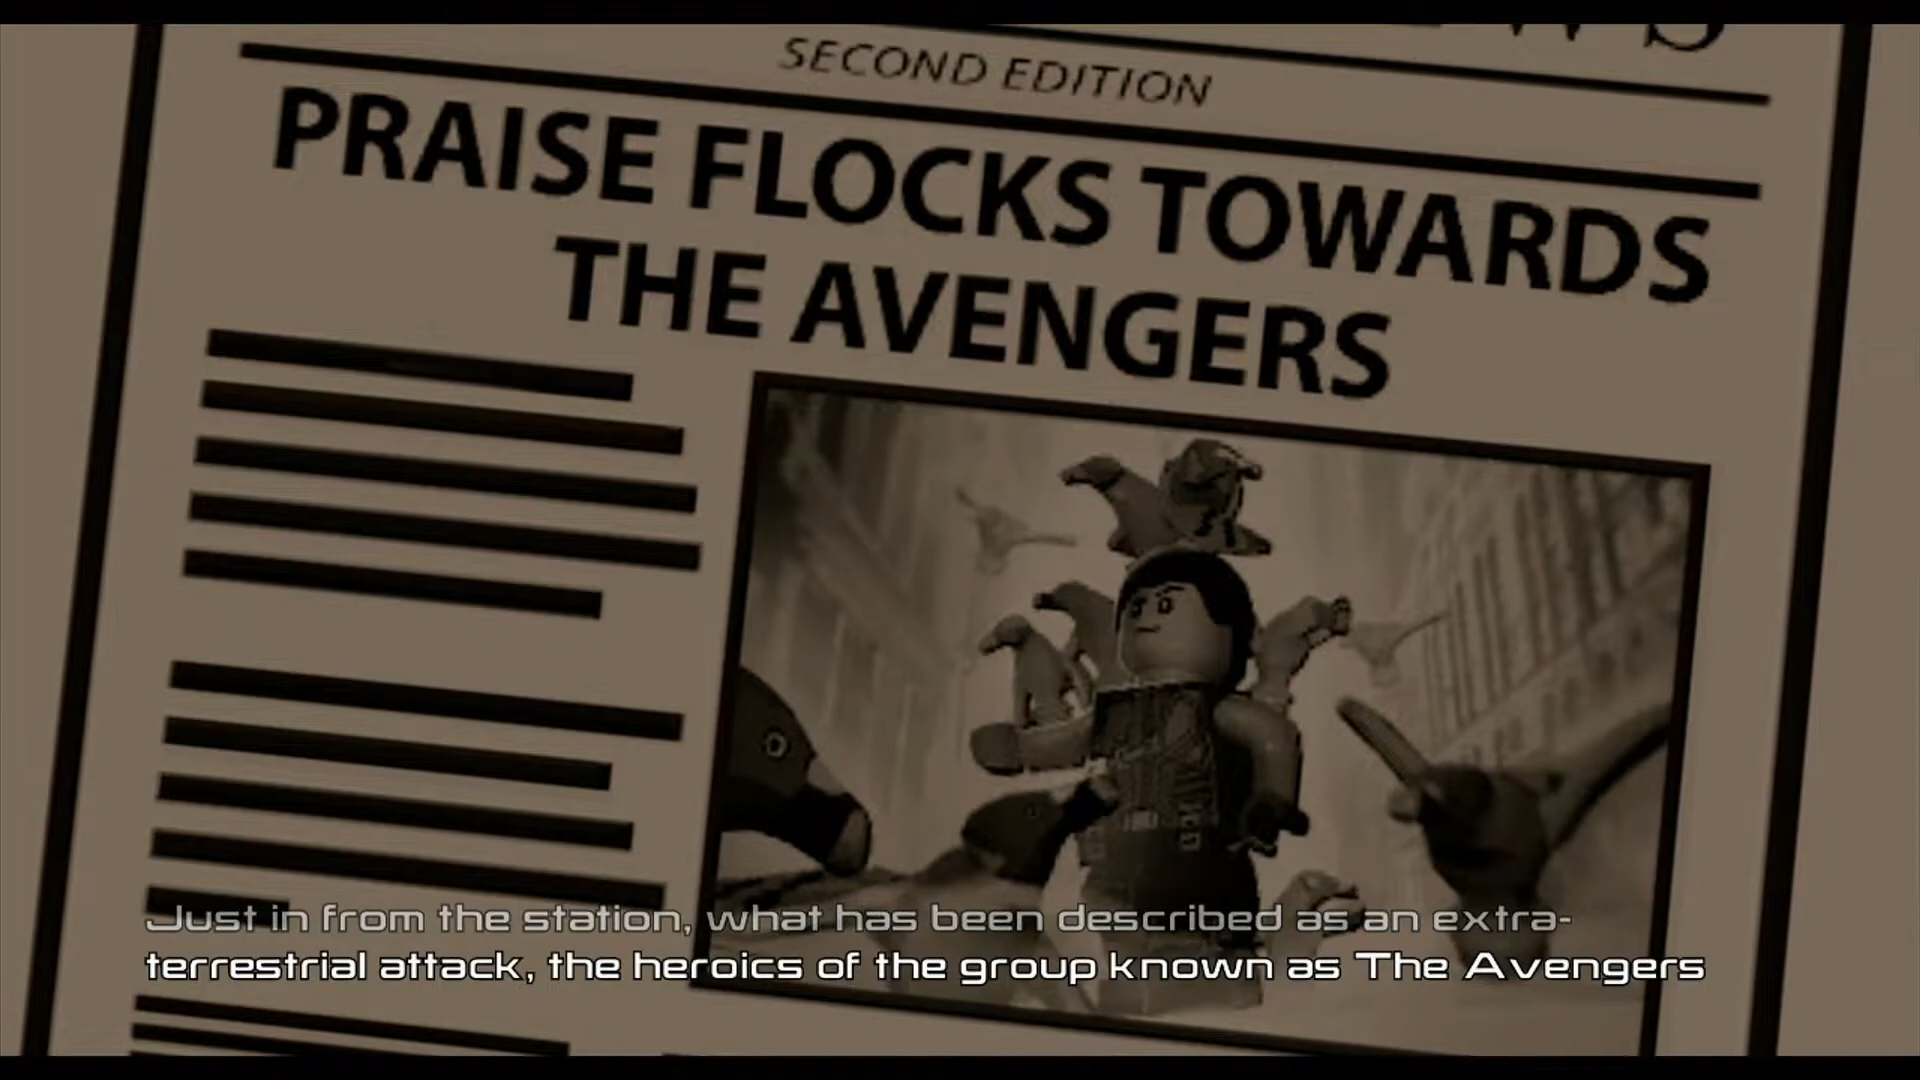 SECOND EDITION
PRAISE FLOCKS TOWARDS
THE AVENGERS
Just in from the station, what has been described as an extra-
terrestrial attack, the heroics of the group known as The Avengers